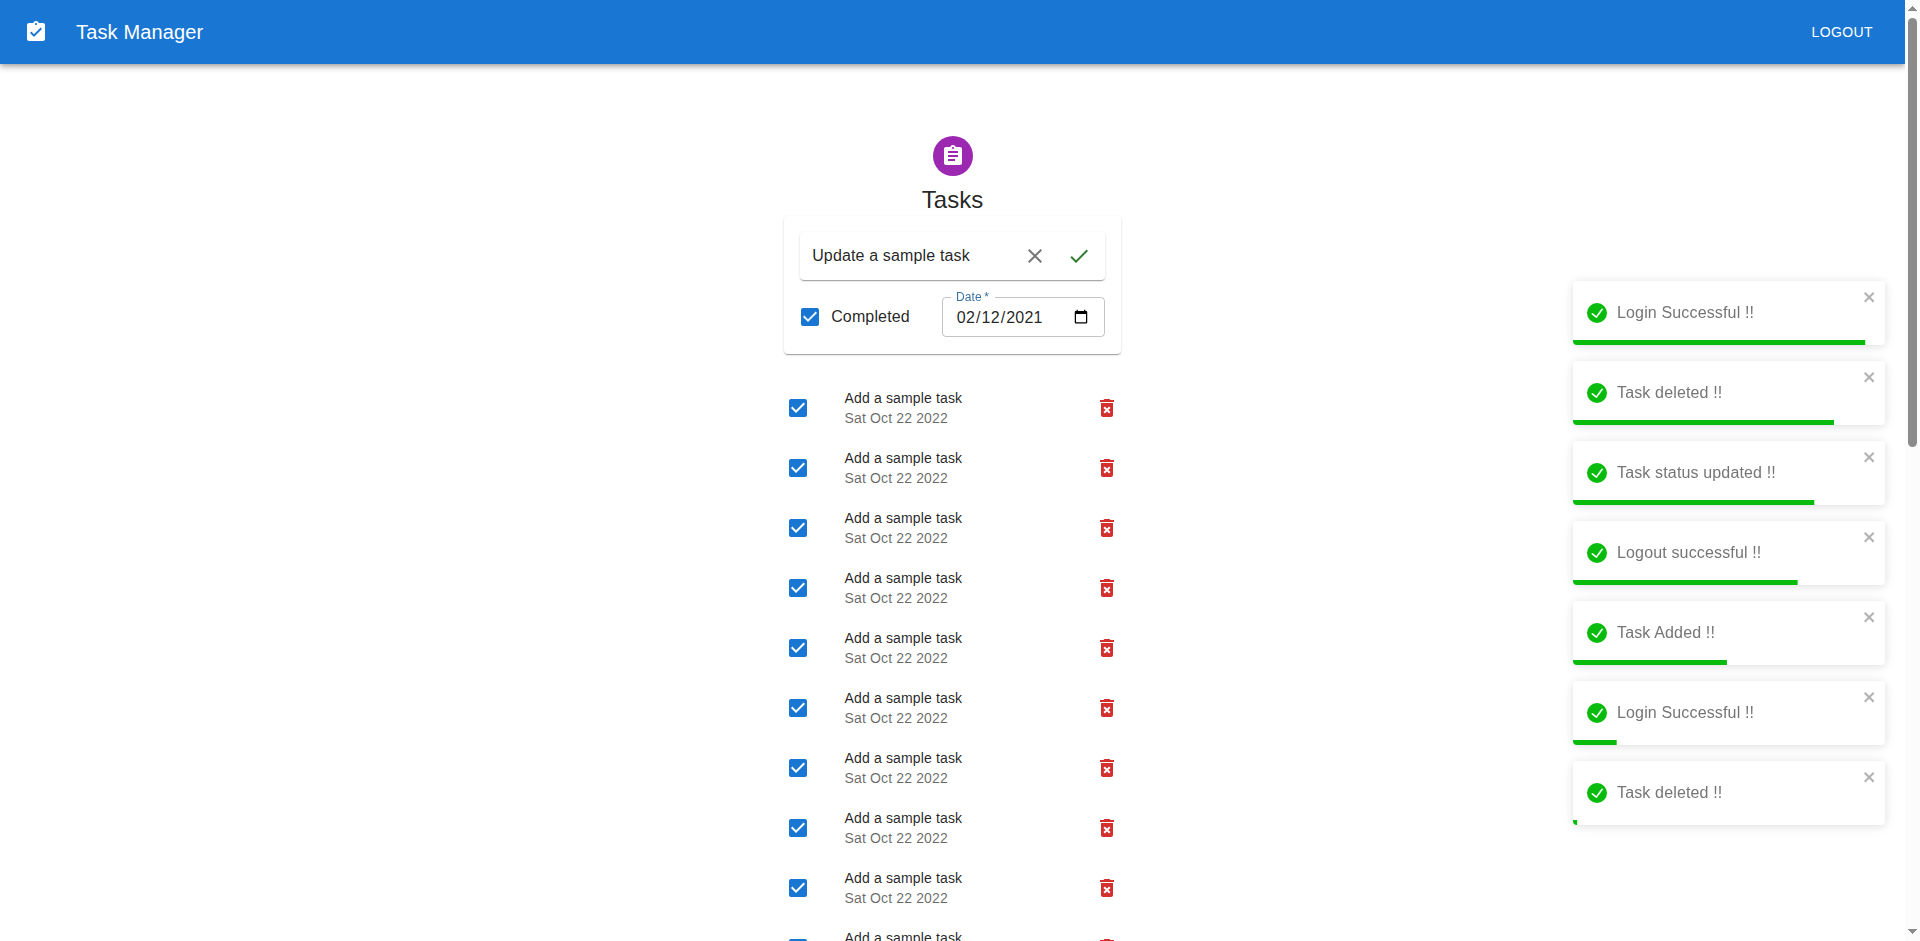 Task Manager
LOGOUT
Tasks
Update a sample task
Completed
Date *
02/12/2021
Add a sample task
Sat Oct 22 2022
Add a sample task
Sat Oct 22 2022
Add a sample task
Sat Oct 22 2022
Add a sample task
Sat Oct 22 2022
Add a sample task
Sat Oct 22 2022
Add a sample task
Sat Oct 22 2022
Add a sample task
Sat Oct 22 2022
Add a sample task
Sat Oct 22 2022
Add a sample task
Sat Oct 22 2022
Add a sample task
Login Successful !!
Task deleted !!
Task status updated !!
Logout successful !!
Task Added !!
Login Successful !!
Task deleted !!